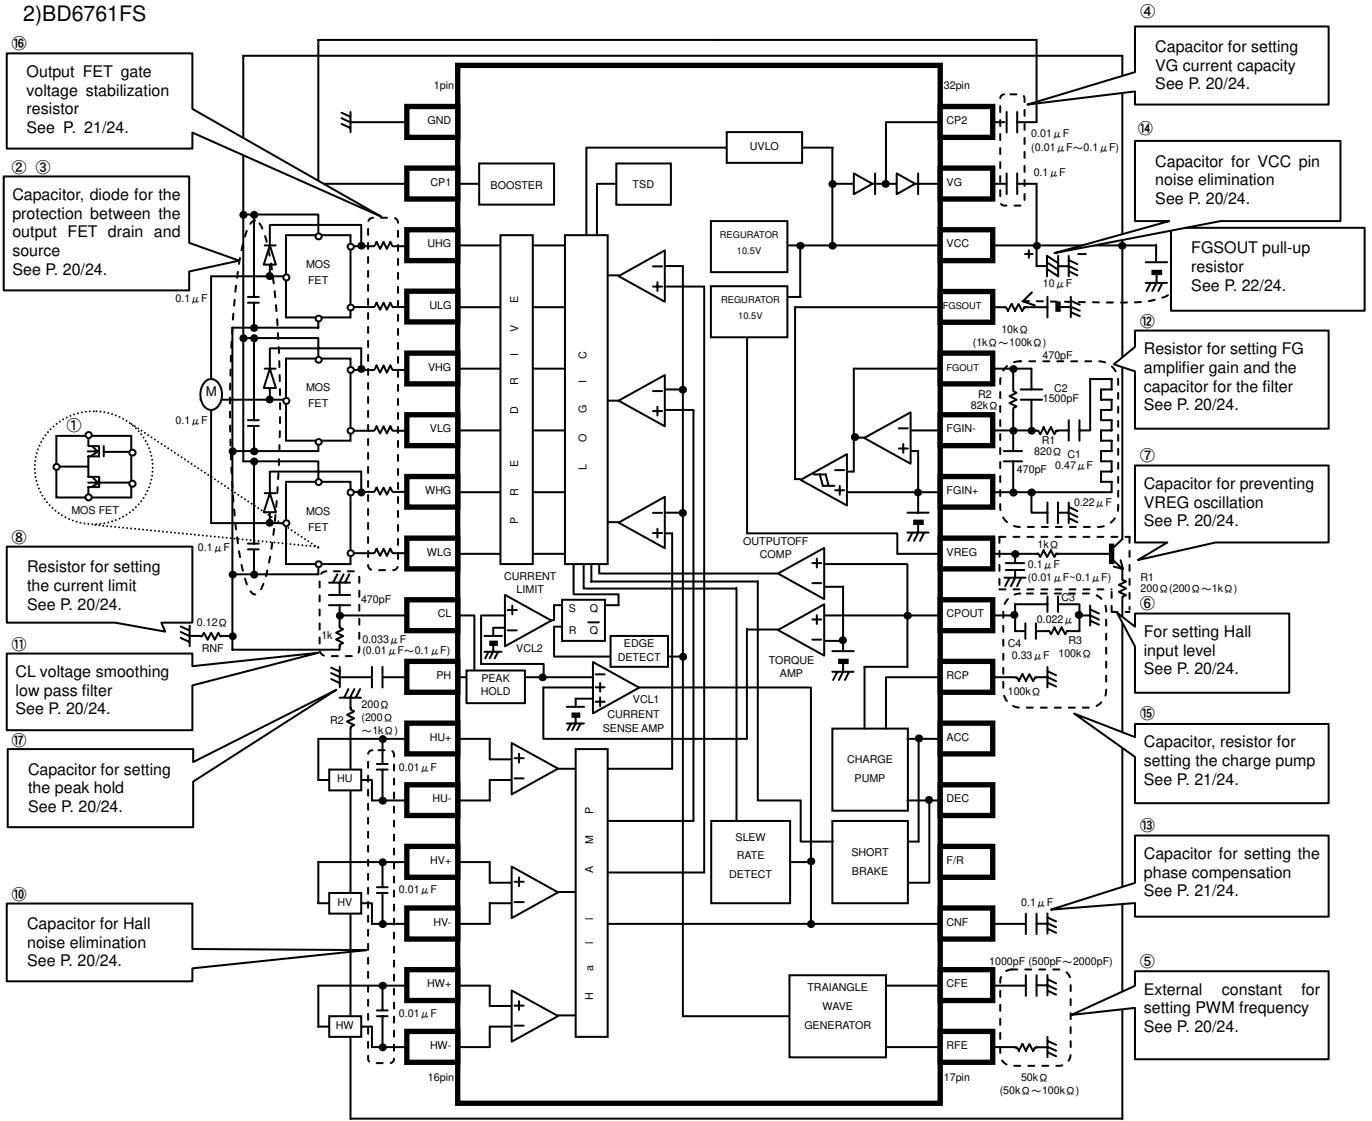 2)BD6761FS
⑯
Output FET gate
voltage stabilization
resistor
See P. 21/24.
② ③
Capacitor, diode for the
protection between the
output FET drain and
source
See P. 20/24.
0.1μF
0.1μF
0.1μF
M
MOS
FET
MOS
FET
MOS
FET
①
MOS FET
⑧
Resistor for setting
the current limit
See P. 20/24.
0.12Ω
RNF
470pF
1k
0.033μF
(0.01μF~0.1μF)
⑪
CL voltage smoothing
low pass filter
See P. 20/24.
R2
200Ω
(200Ω
~1kΩ)
⑰
Capacitor for setting
the peak hold
See P. 20/24.
HU
0.01μF
HV
0.01μF
HW
0.01μF
⑩
Capacitor for Hall
noise elimination
See P. 20/24.
1pin
GND
CP1
UHG
ULG
VHG
VLG
WHG
WLG
CL
PH
HU+
HU-
HV+
HV-
HW+
HW-
16pin
BOOSTER
TSD
UVLO
REGURATOR
10.5V
REGURATOR
10.5V
PRE DRIVE
LOGIC
CURRENT
LIMIT
VCL2
S Q
R Q
EDGE
DETECT
PEAK
HOLD
VCL1
CURRENT
SENSE AMP
OUTPUTOFF
COMP
TORQUE
AMP
Hall AMP
CHARGE
PUMP
SLEW
RATE
DETECT
SHORT
BRAKE
TRAIANGLE
WAVE
GENERATOR
32pin
CP2
VG
VCC
FGSOUT
FGOUT
FGIN-
FGIN+
VREG
CPOUT
RCP
ACC
DEC
F/R
CNF
CFE
RFE
17pin
0.01μF
(0.01μF~0.1μF)
0.1μF
+ -
10μF
10kΩ
(1kΩ~100kΩ)
470pF
R2
82kΩ
C2
1500pF
R1
820Ω
C1
0.47μF
470pF
0.22μF
1kΩ
0.1μF
(0.01μF~0.1μF)
R1
200Ω(200Ω~1kΩ)
C3
0.022μ
C4
0.33μF
R3
100kΩ
100kΩ
0.1μF
1000pF (500pF~2000pF)
50kΩ
(50kΩ~100kΩ)
④
Capacitor for setting
VG current capacity
See P. 20/24.
⑭
Capacitor for VCC pin
noise elimination
See P. 20/24.
FGSOUT pull-up
resistor
See P. 22/24.
⑫
Resistor for setting FG
amplifier gain and the
capacitor for the filter
See P. 20/24.
⑦
Capacitor for preventing
VREG oscillation
See P. 20/24.
⑥
For setting Hall
input level
See P. 20/24.
⑮
Capacitor, resistor for
setting the charge pump
See P. 21/24.
⑬
Capacitor for setting the
phase compensation
See P. 21/24.
⑤
External constant for
setting PWM frequency
See P. 20/24.